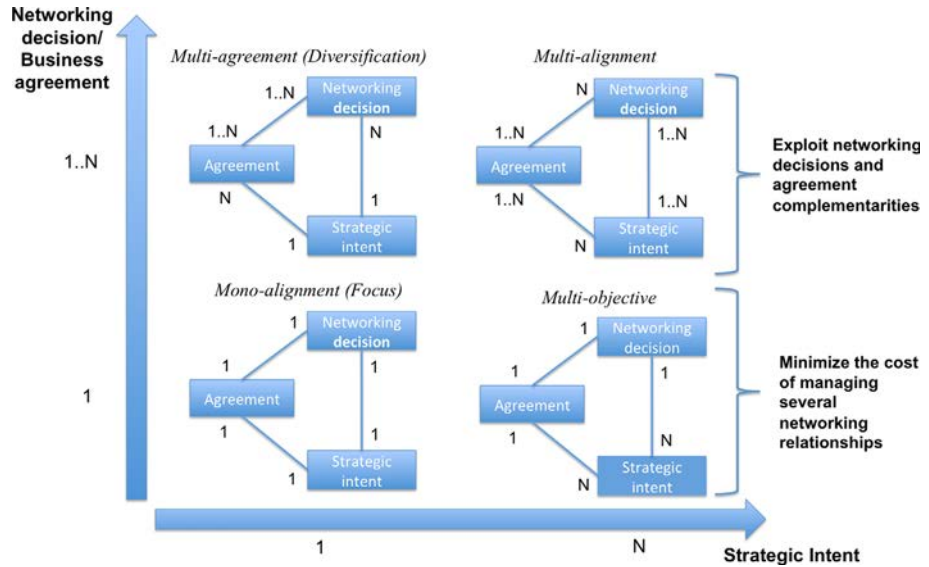 Networking
decision/
Business
agreement
Multi-agreement (Diversification)
1..N
Networking
decision
1..N
N
Agreement
N
1
1
Strategic
intent
Multi-alignment
N
Networking
decision
1..N
1..N
Agreement
1..N
1..N
N
Strategic
intent
1..N
Exploit networking
decisions and
agreement
complementarities
Mono-alignment (Focus)
1
Networking
decision
1
1
Agreement
1
1
1
Strategic
intent
Multi-objective
1
Networking
decision
1
1
Agreement
1
N
N
Strategic
intent
1
Minimize the cost
of managing
several
networking
relationships
1
N
Strategic Intent